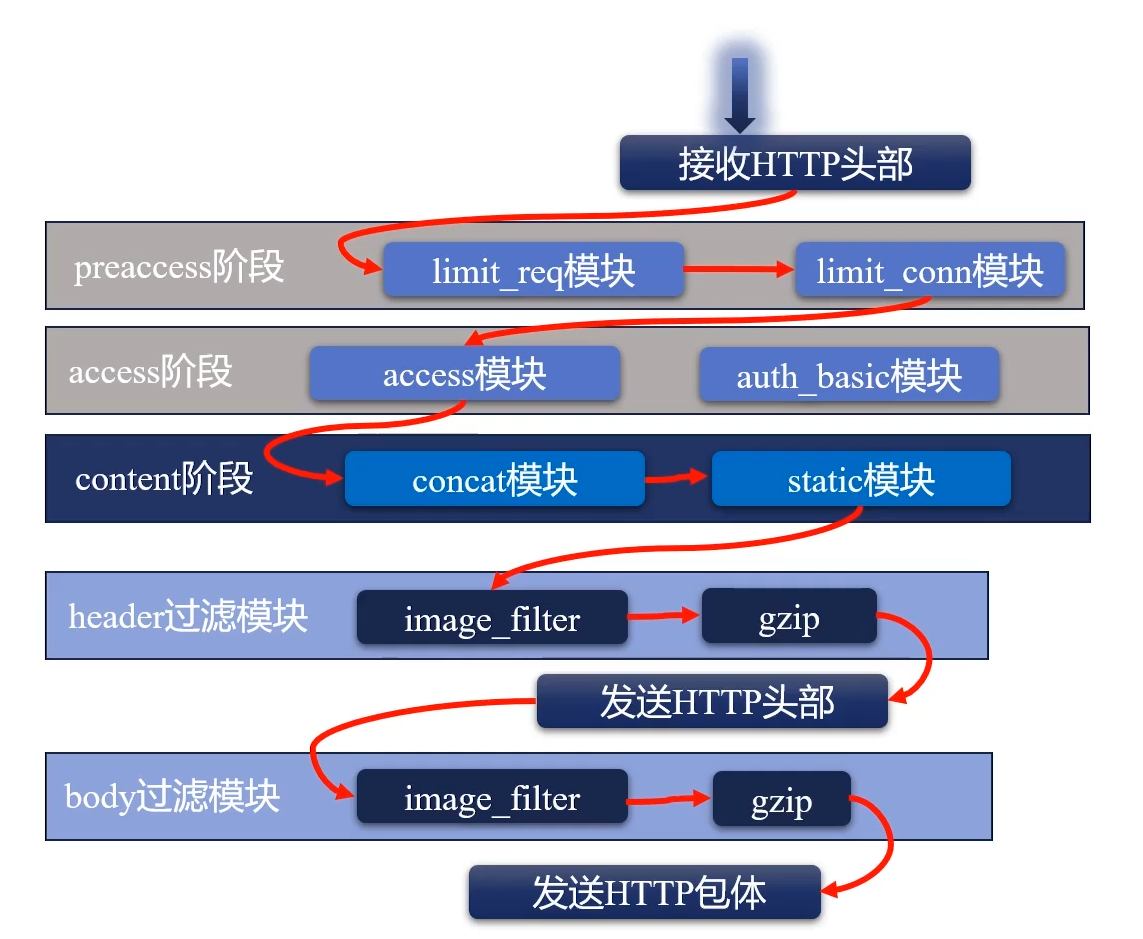 接收HTTP头部
preaccess阶段
limit_req模块
limit_conn模块
access阶段
access模块
auth_basic模块
content阶段
concat模块
static模块
header过滤模块
image_filter
gzip
发送HTTP头部
body过滤模块
image_filter
gzip
发送HTTP包体